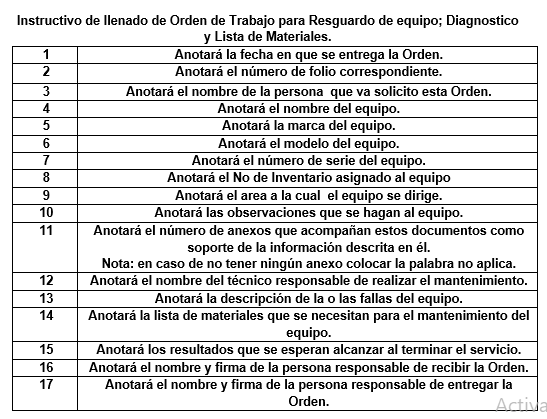 Instructivo de llenado de Orden de Trabajo para Resguardo de equipo; Diagnostico
y Lista de Materiales.
1 Anotará la fecha en que se entrega la Orden.
2 Anotará el número de folio correspondiente.
3 Anotará el nombre de la persona que va solicito esta Orden.
4 Anotará el nombre del equipo.
5 Anotará la marca del equipo.
6 Anotará el modelo del equipo.
7 Anotará el número de serie del equipo.
8 Anotará el No de Inventario asignado al equipo
9 Anotará el area a la cual el equipo se dirige.
10 Anotará las observaciones que se hagan al equipo.
11 Anotará el número de anexos que acompañan estos documentos como
soporte de la información descrita en él.
Nota: en caso de no tener ningún anexo colocar la palabra no aplica.
12 Anotará el nombre del técnico responsable de realizar el mantenimiento.
13 Anotará la descripción de la o las fallas del equipo.
14 Anotará la lista de materiales que se necesitan para el mantenimiento del
equipo.
15 Anotará los resultados que se esperan alcanzar al terminar el servicio.
16 Anotará el nombre y firma de la persona responsable de recibir la Orden.
17 Anotará el nombre y firma de la persona responsable de entregar la
Orden.
Activa